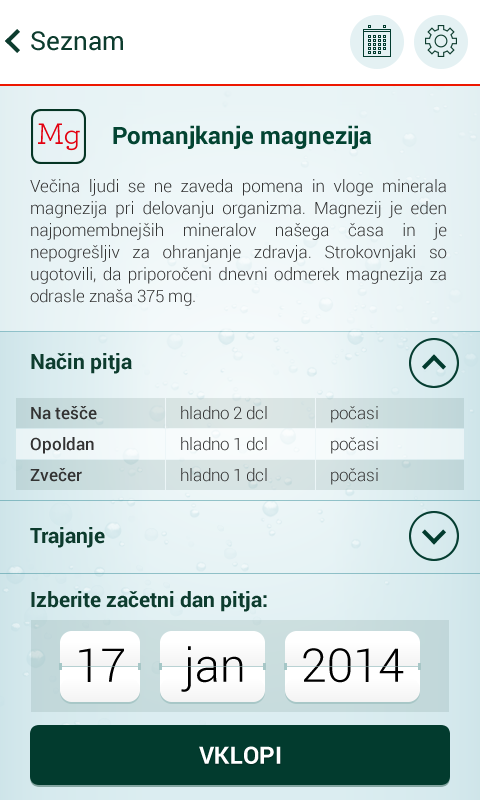 Seznam
Mg
Pomanjkanje magnezija
Večina ljudi se ne zaveda pomena in vloge minerala
magnezija pri delovanju organizma. Magnezij je eden
najpomembnejših mineralov našega časa in je
nepogrešljiv za ohranjanje zdravja. Strokovnjaki so
ugotovili, da priporočeni dnevni odmerek magnezija za
odrasle znaša 375 mg.
Način pitja
Na tešče hladno 2 dcl počasi
Opoldan hladno 1 dcl počasi
Zvečer hladno 1 dcl počasi
Trajanje
Izberite začetni dan pitja:
17 jan 2014
VKLOPI